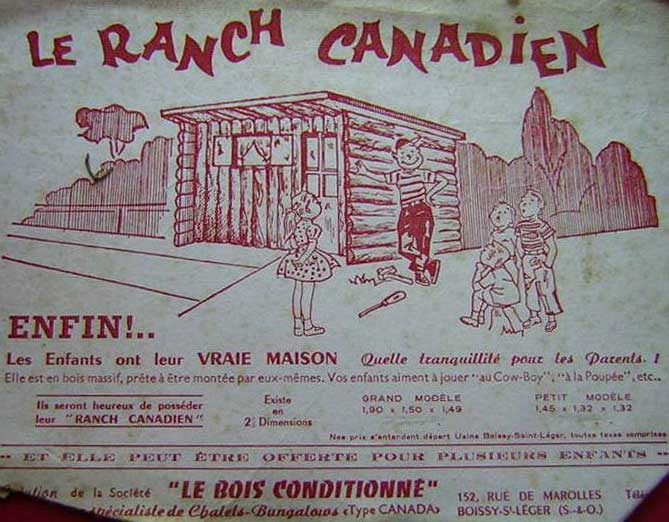 LE RANCH CANADIEN
ENFIN!..
Les Enfants ont leur VRAIE MAISON Quelle tranquillité pour les Parents !
Elle est en bois massif, prête à être montée par eux-mêmes. Vos enfants aiment à jouer "au Cow-Boy", "à la Poupée", etc..
Ils seront heureux de posséder
leur "RANCH CANADIEN"
Existe
en
2 Dimensions
GRAND MODÈLE
1,90 x 1,50 x 1,49
PETIT MODÈLE
1,45 x 1,32 x 1,32
Nos prix s'entendent départ Usine Boissy-Saint-Léger, toutes taxes comprises
-- ET ELLE PEUT ÊTRE OFFERTE POUR PLUSIEURS ENFANTS --
de la Société "LE BOIS CONDITIONNÉ" 152, RUE DE MAROLLES
spécialiste de Chalets-Bungalows «Type CANADA» BOISSY-St-LÉGER (S.-&-O.)